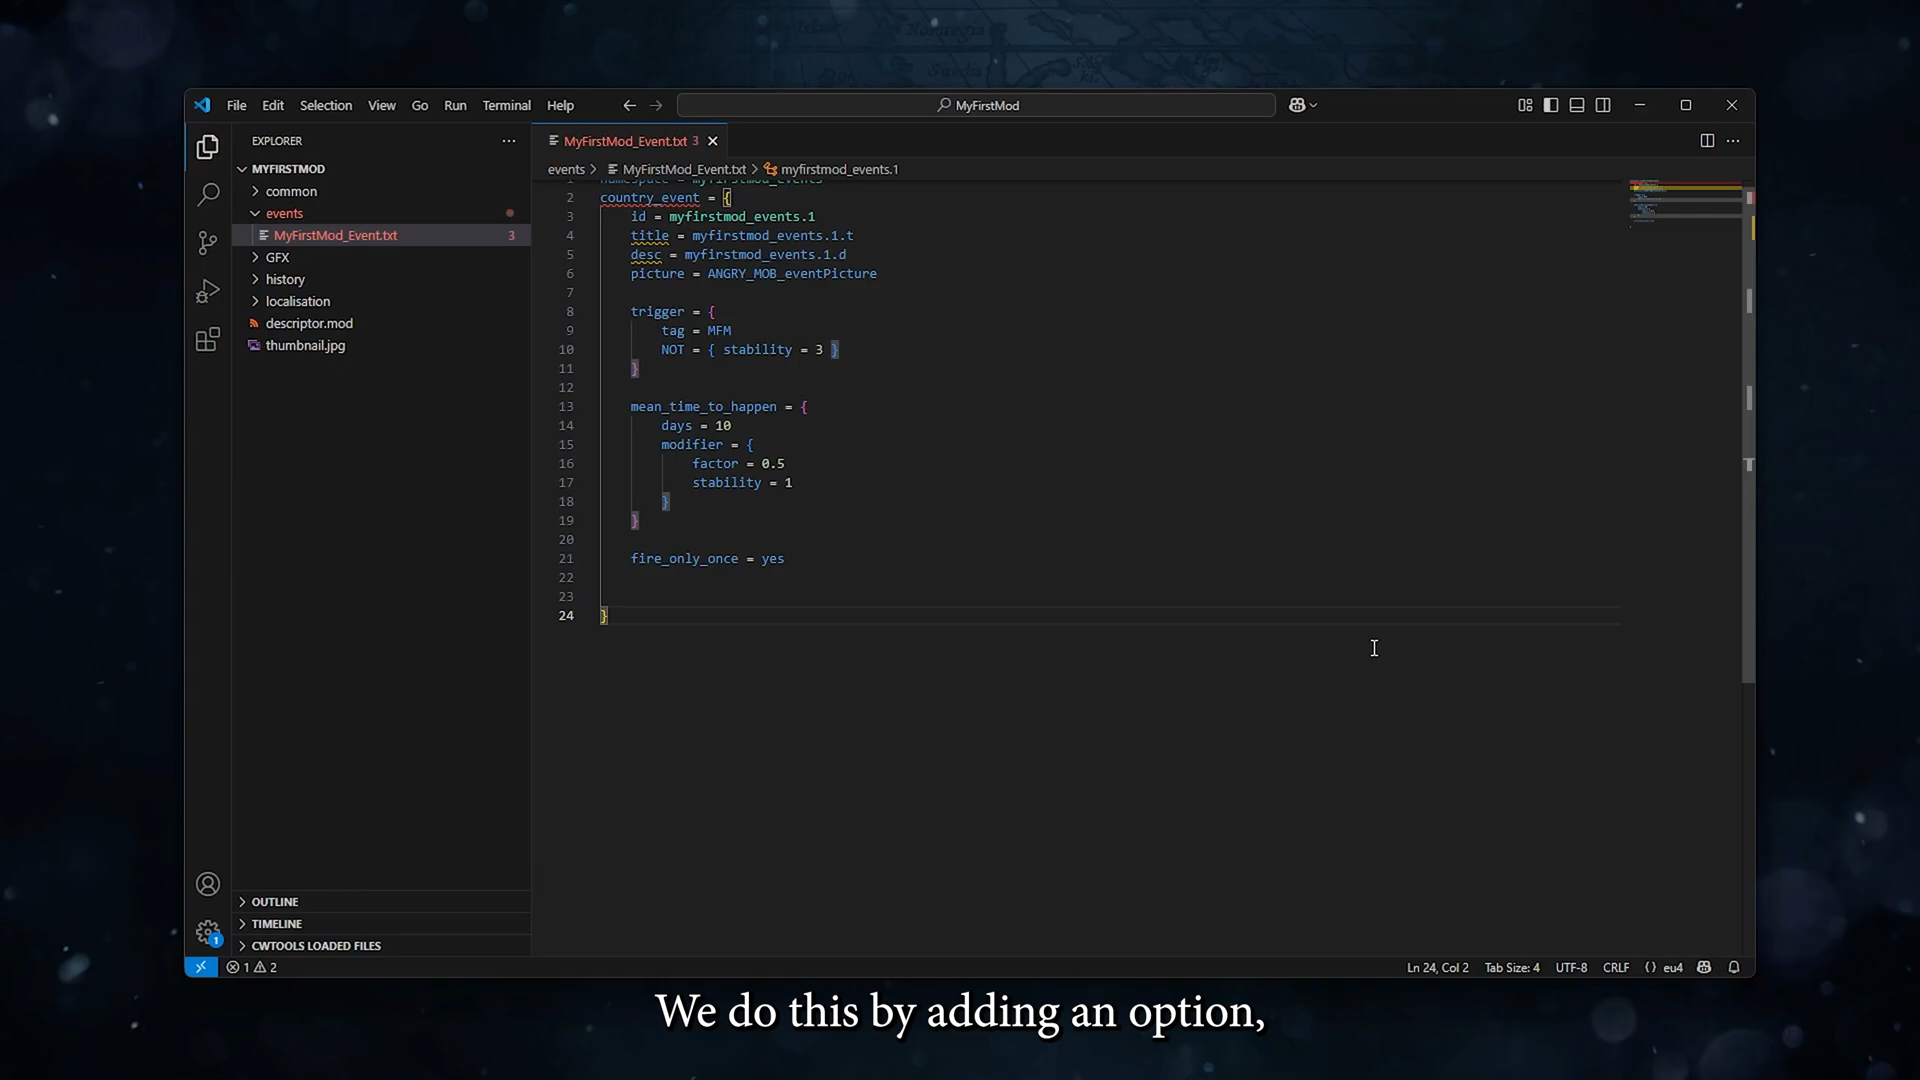 File Edit Selection View Go Run Terminal Help
MyFirstMod
EXPLORER
MYFIRSTMOD
common
events
MyFirstMod_Event.txt 3
GFX
history
localisation
descriptor.mod
thumbnail.jpg
OUTLINE
TIMELINE
CWTOOLS LOADED FILES
MyFirstMod_Event.txt 3
events > MyFirstMod_Event.txt > myfirstmod_events.1
1 namespace = myfirstmod_events
2 country_event = {
3 id = myfirstmod_events.1
4 title = myfirstmod_events.1.t
5 desc = myfirstmod_events.1.d
6 picture = ANGRY_MOB_eventPicture
7
8 trigger = {
9 tag = MFM
10 NOT = { stability = 3 }
11 }
12
13 mean_time_to_happen = {
14 days = 10
15 modifier = {
16 factor = 0.5
17 stability = 1
18 }
19 }
20
21 fire_only_once = yes
22
23
24 }
1 2
Ln 24, Col 2 Tab Size: 4 UTF-8 CRLF {} eu4
1
We do this by adding an option,